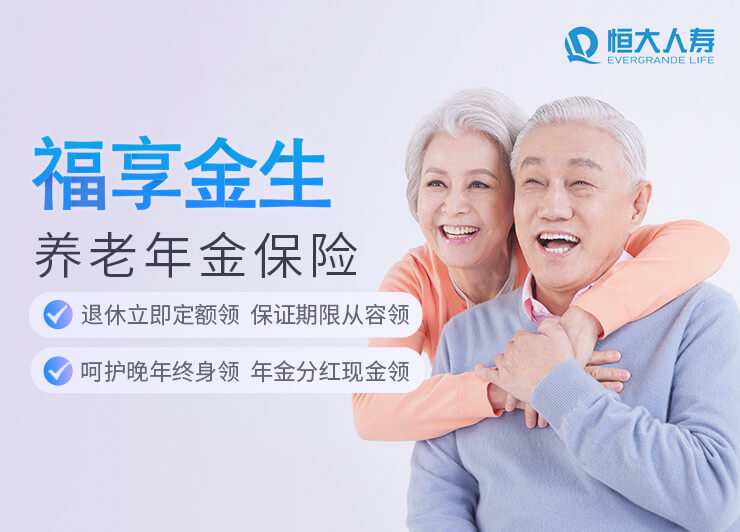 恒大人寿
EVERGRANDE LIFE
福享金生
养老年金保险
退休立即定额领 保证期限从容领
呵护晚年终身领 年金分红现金领